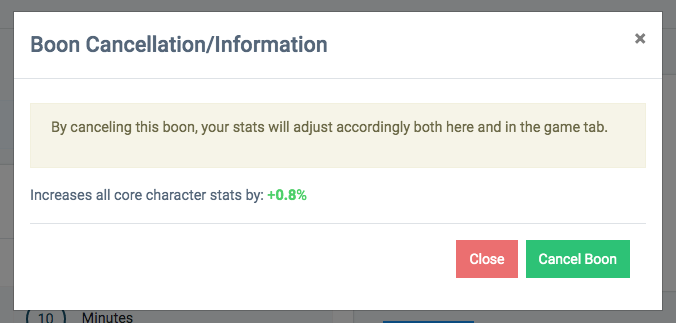 Boon Cancellation/Information
×
By canceling this boon, your stats will adjust accordingly both here and in the game tab.
Increases all core character stats by: +0.8%
Close Cancel Boon
10 Minutes